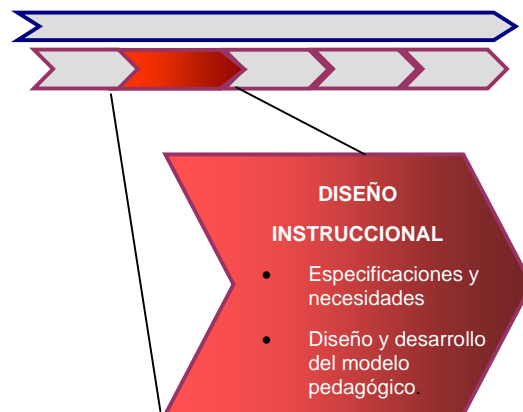 DISEÑO
INSTRUCCIONAL
• Especificaciones y
necesidades
• Diseño y desarrollo
del modelo
pedagógico.